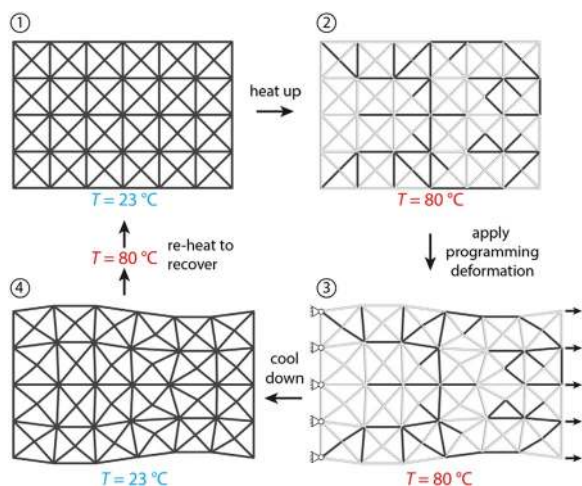 ①
②
heat up
T = 23 °C
T = 80 °C
T = 80 °C
re-heat to
recover
apply
programming
deformation
④
③
cool
down
T = 23 °C
T = 80 °C